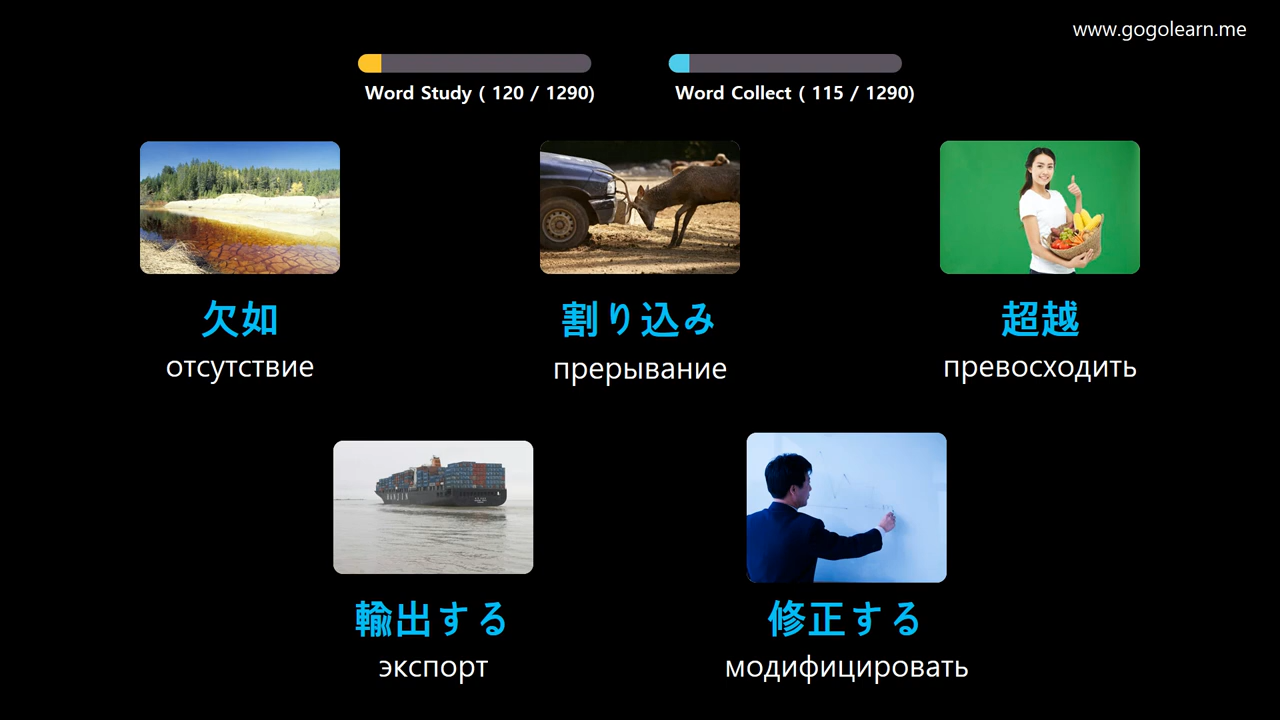 www.gogolearn.me
Word Study ( 120 / 1290)
Word Collect ( 115 / 1290)
欠如
отсутствие
割り込み
прерывание
超越
превосходить
輸出する
экспорт
修正する
модифицировать